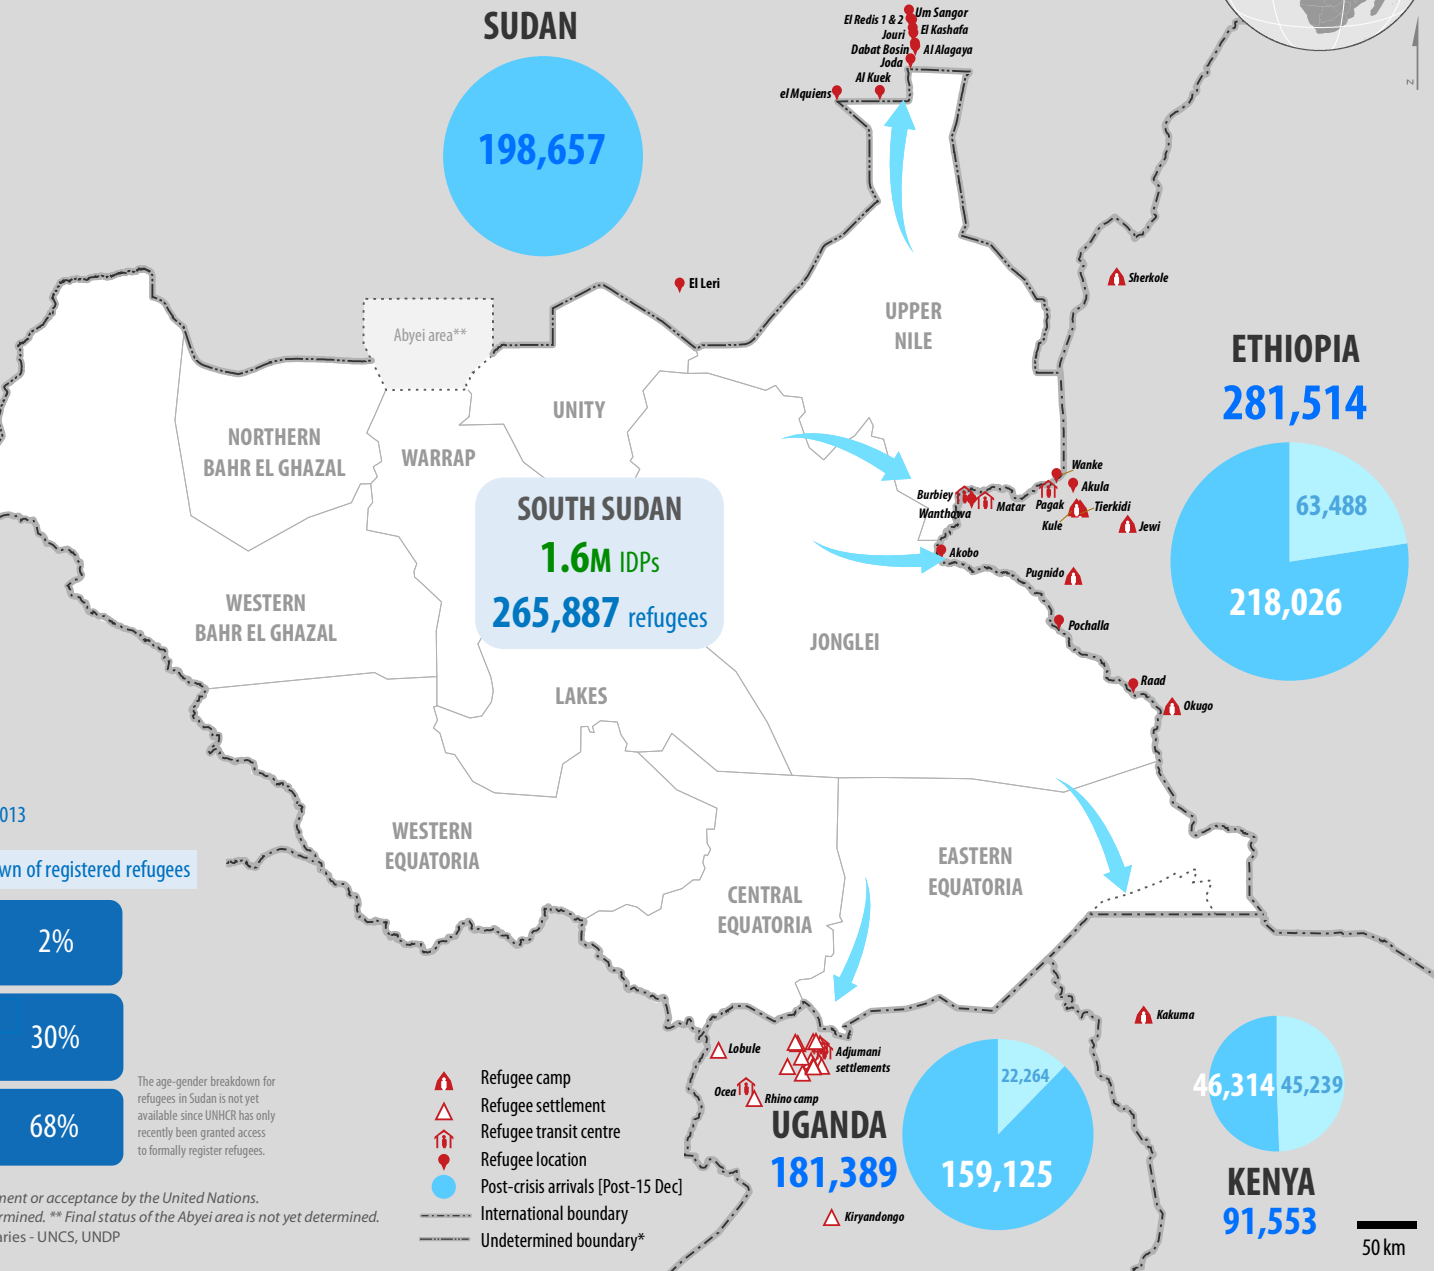 SUDAN
198,657
Um Sangor
El Redis 1 & 2
El Kashafa
Jouri
Dabat Bosin
Al Alagaya
Joda
Al Kuek
el Mquiens
N
El Leri
Sherkole
Abyei area**
UPPER
NILE
ETHIOPIA
281,514
63,488
218,026
UNITY
NORTHERN
BAHR EL GHAZAL
WARRAP
SOUTH SUDAN
1.6M IDPs
265,887 refugees
Wanke
Akula
Burbiey
Wanthowa
Matar
Pagak
Tierkidi
Kule
Jewi
Akobo
Pugnido
Pochalla
Raad
Okugo
WESTERN
BAHR EL GHAZAL
JONGLEI
LAKES
WESTERN
EQUATORIA
CENTRAL
EQUATORIA
EASTERN
EQUATORIA
013
wn of registered refugees
2%
30%
68%
The age-gender breakdown for
refugees in Sudan is not yet
available since UNHCR has only
recently been granted access
to formally register refugees.
Kakuma
Lobule
Adjumani
settlements
Ocea
Rhino camp
UGANDA
181,389
22,264
159,125
Kiryandongo
46,314
45,239
KENYA
91,553
Refugee camp
Refugee settlement
Refugee transit centre
Refugee location
Post-crisis arrivals [Post-15 Dec]
International boundary
Undetermined boundary*
ment or acceptance by the United Nations.
rmined. ** Final status of the Abyei area is not yet determined.
aries - UNCS, UNDP
50 km